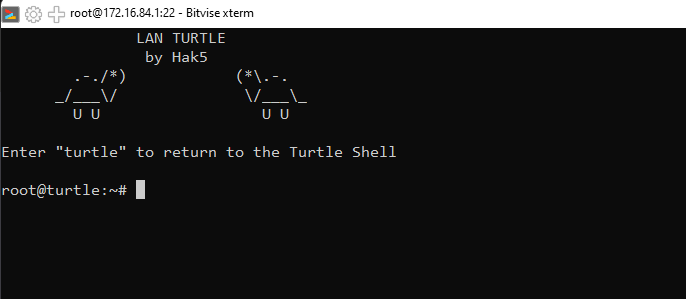 root@172.16.84.1:22 - Bitvise xterm
LAN TURTLE
by Hak5
.-./*) (*\.-.
_/___\/ \/___\_
U U U U
Enter "turtle" to return to the Turtle Shell
root@turtle:~#